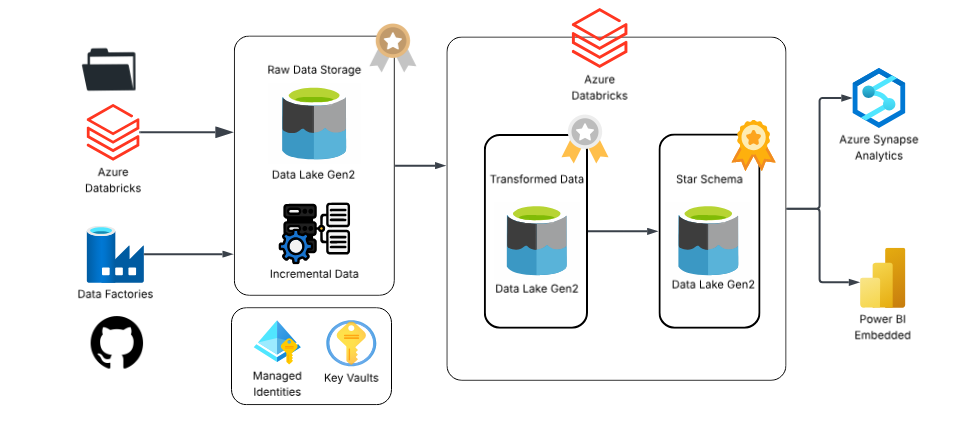 Azure
Databricks
Data Factories
Raw Data Storage
Data Lake Gen2
Incremental Data
Managed
Identities
Key Vaults
Azure
Databricks
Transformed Data
Data Lake Gen2
Star Schema
Data Lake Gen2
Azure Synapse
Analytics
Power BI
Embedded